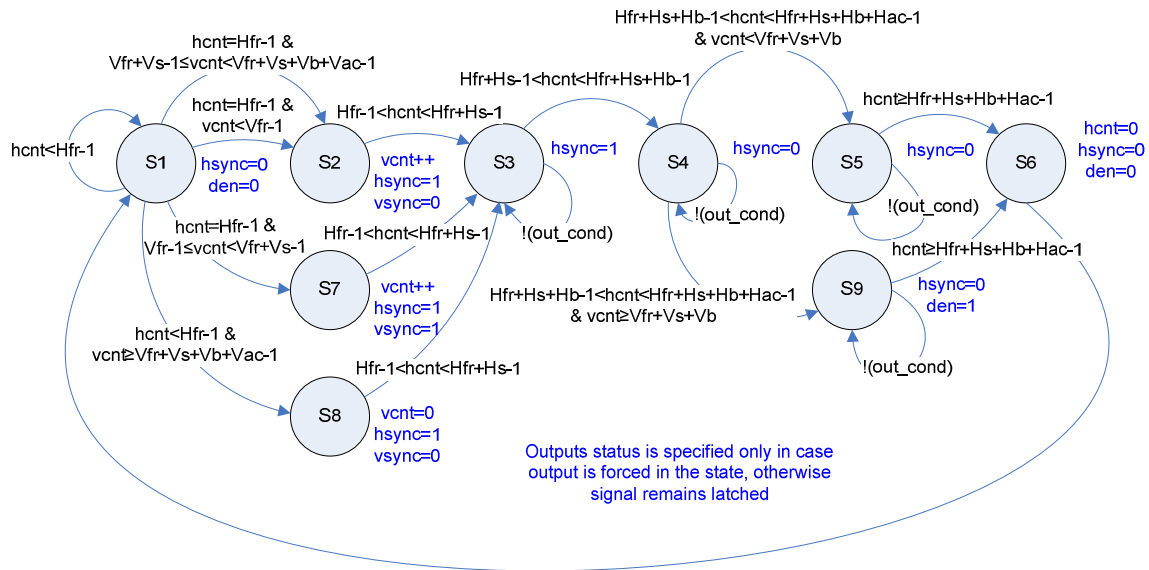 Hfr+Hs+Hb-1<hcnt<Hfr+Hs+Hb+Hac-1
& vcnt<Vfr+Vs+Vb
hcnt=Hfr-1 &
Vfr+Vs-1≤vcnt<Vfr+Vs+Vb+Vac-1
hcnt=Hfr-1 &
vcnt<Vfr-1
Hfr-1<hcnt<Hfr+Hs-1
Hfr+Hs-1<hcnt<Hfr+Hs+Hb-1
hcnt≥Hfr+Hs+Hb+Hac-1
hcnt<Hfr-1
S1
hsync=0
den=0
S2
vcnt++
hsync=1
vsync=0
S3
hsync=1
!(out_cond)
S4
hsync=0
!(out_cond)
S5
hsync=0
!(out_cond)
S6
hcnt=0
hsync=0
den=0
hcnt=Hfr-1 &
Vfr-1≤vcnt<Vfr+Vs-1
Hfr-1<hcnt<Hfr+Hs-1
S7
vcnt++
hsync=1
vsync=1
Hfr+Hs+Hb-1<hcnt<Hfr+Hs+Hb+Hac-1
& vcnt≥Vfr+Vs+Vb
hcnt≥Hfr+Hs+Hb+Hac-1
S9
hsync=0
den=1
!(out_cond)
hcnt<Hfr-1 &
vcnt≥Vfr+Vs+Vb+Vac-1
Hfr-1<hcnt<Hfr+Hs-1
S8
vcnt=0
hsync=1
vsync=0
Outputs status is specified only in case
output is forced in the state, otherwise
signal remains latched